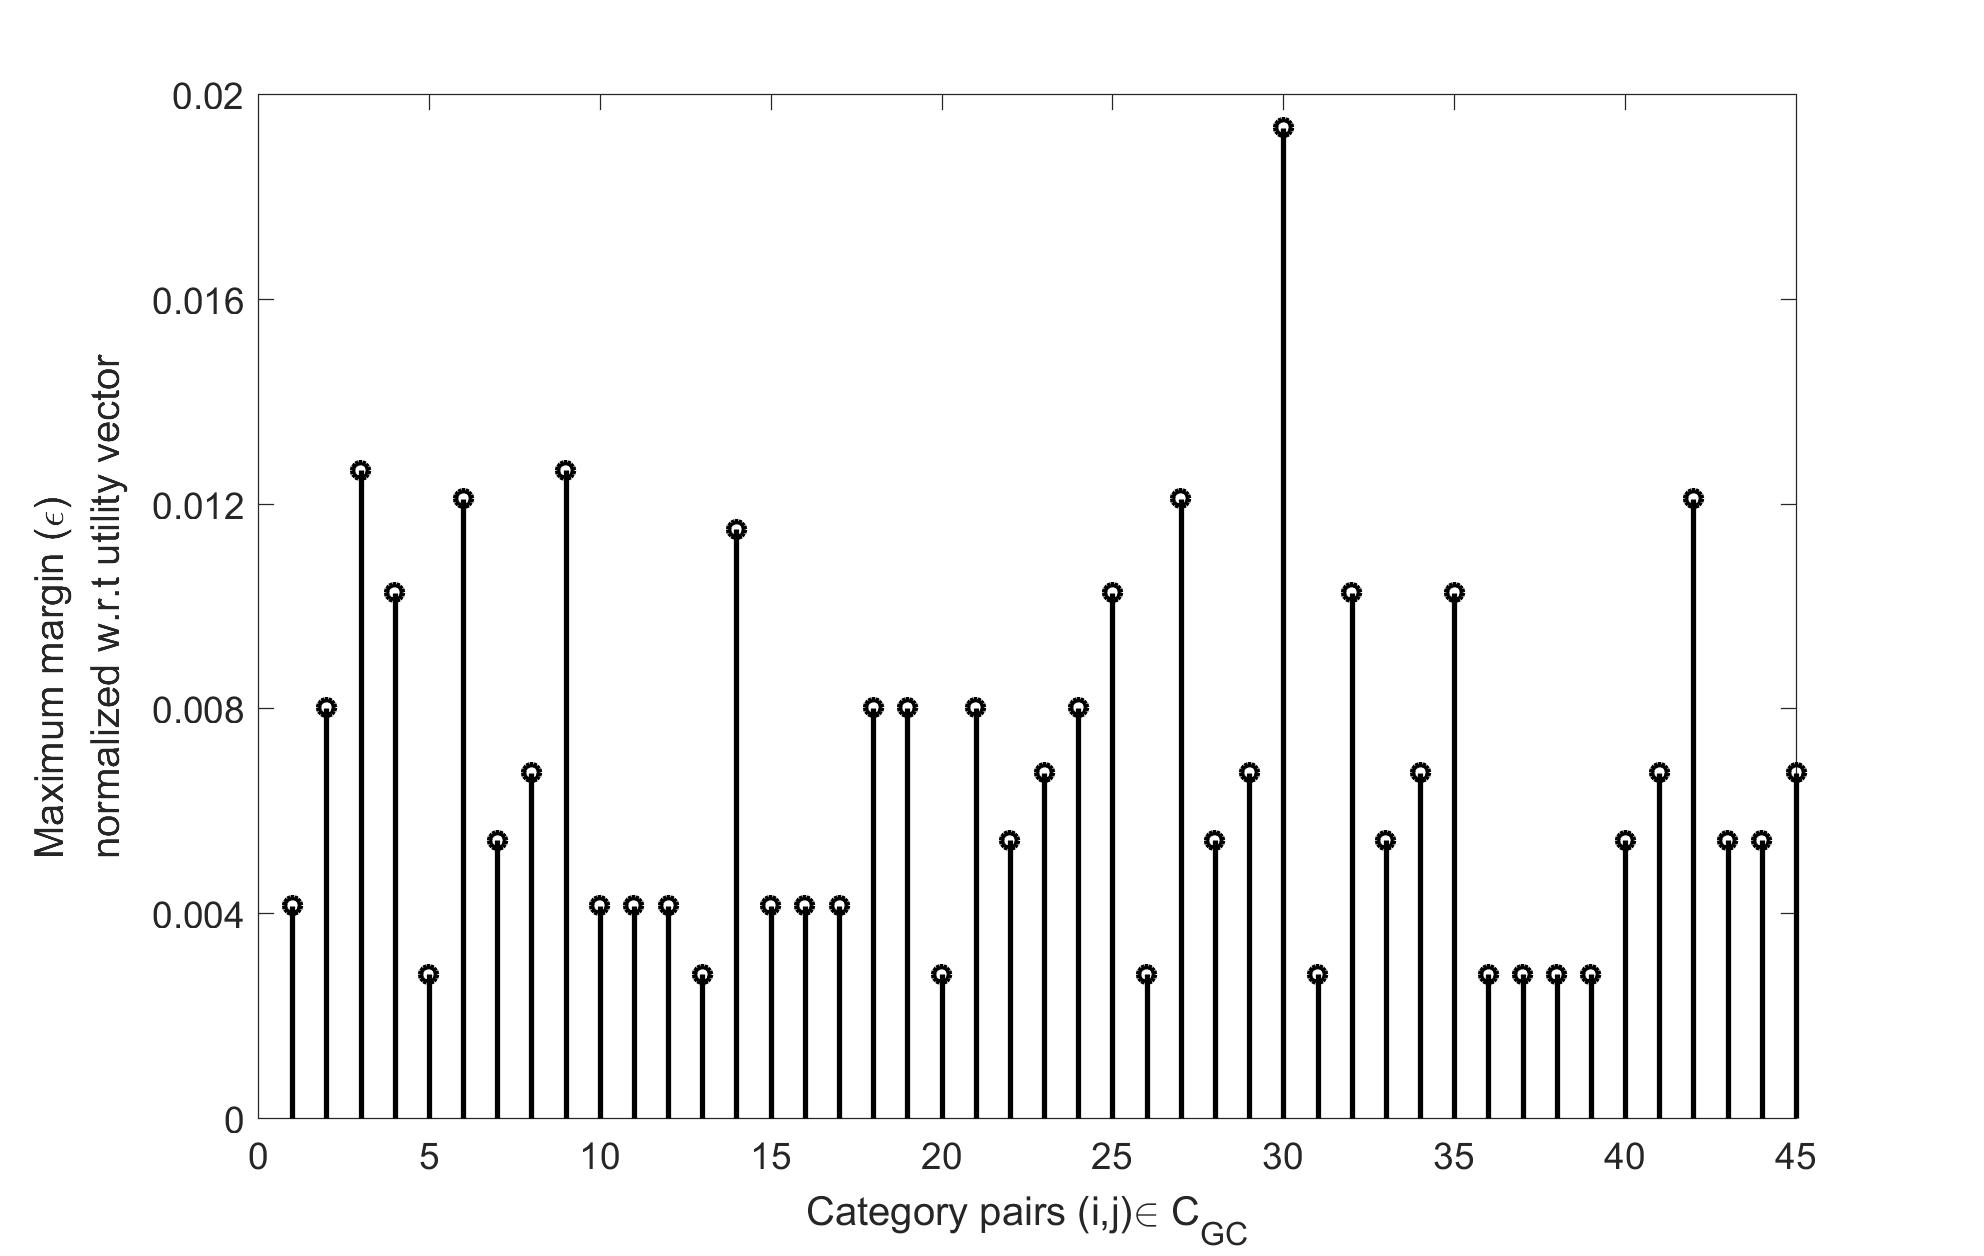 0.02
0.016
0.012
0.008
0.004
0
0 5 10 15 20 25 30 35 40 45
Maximum margin (ϵ)
normalized w.r.t utility vector
Category pairs (i,j)∈ C_GC